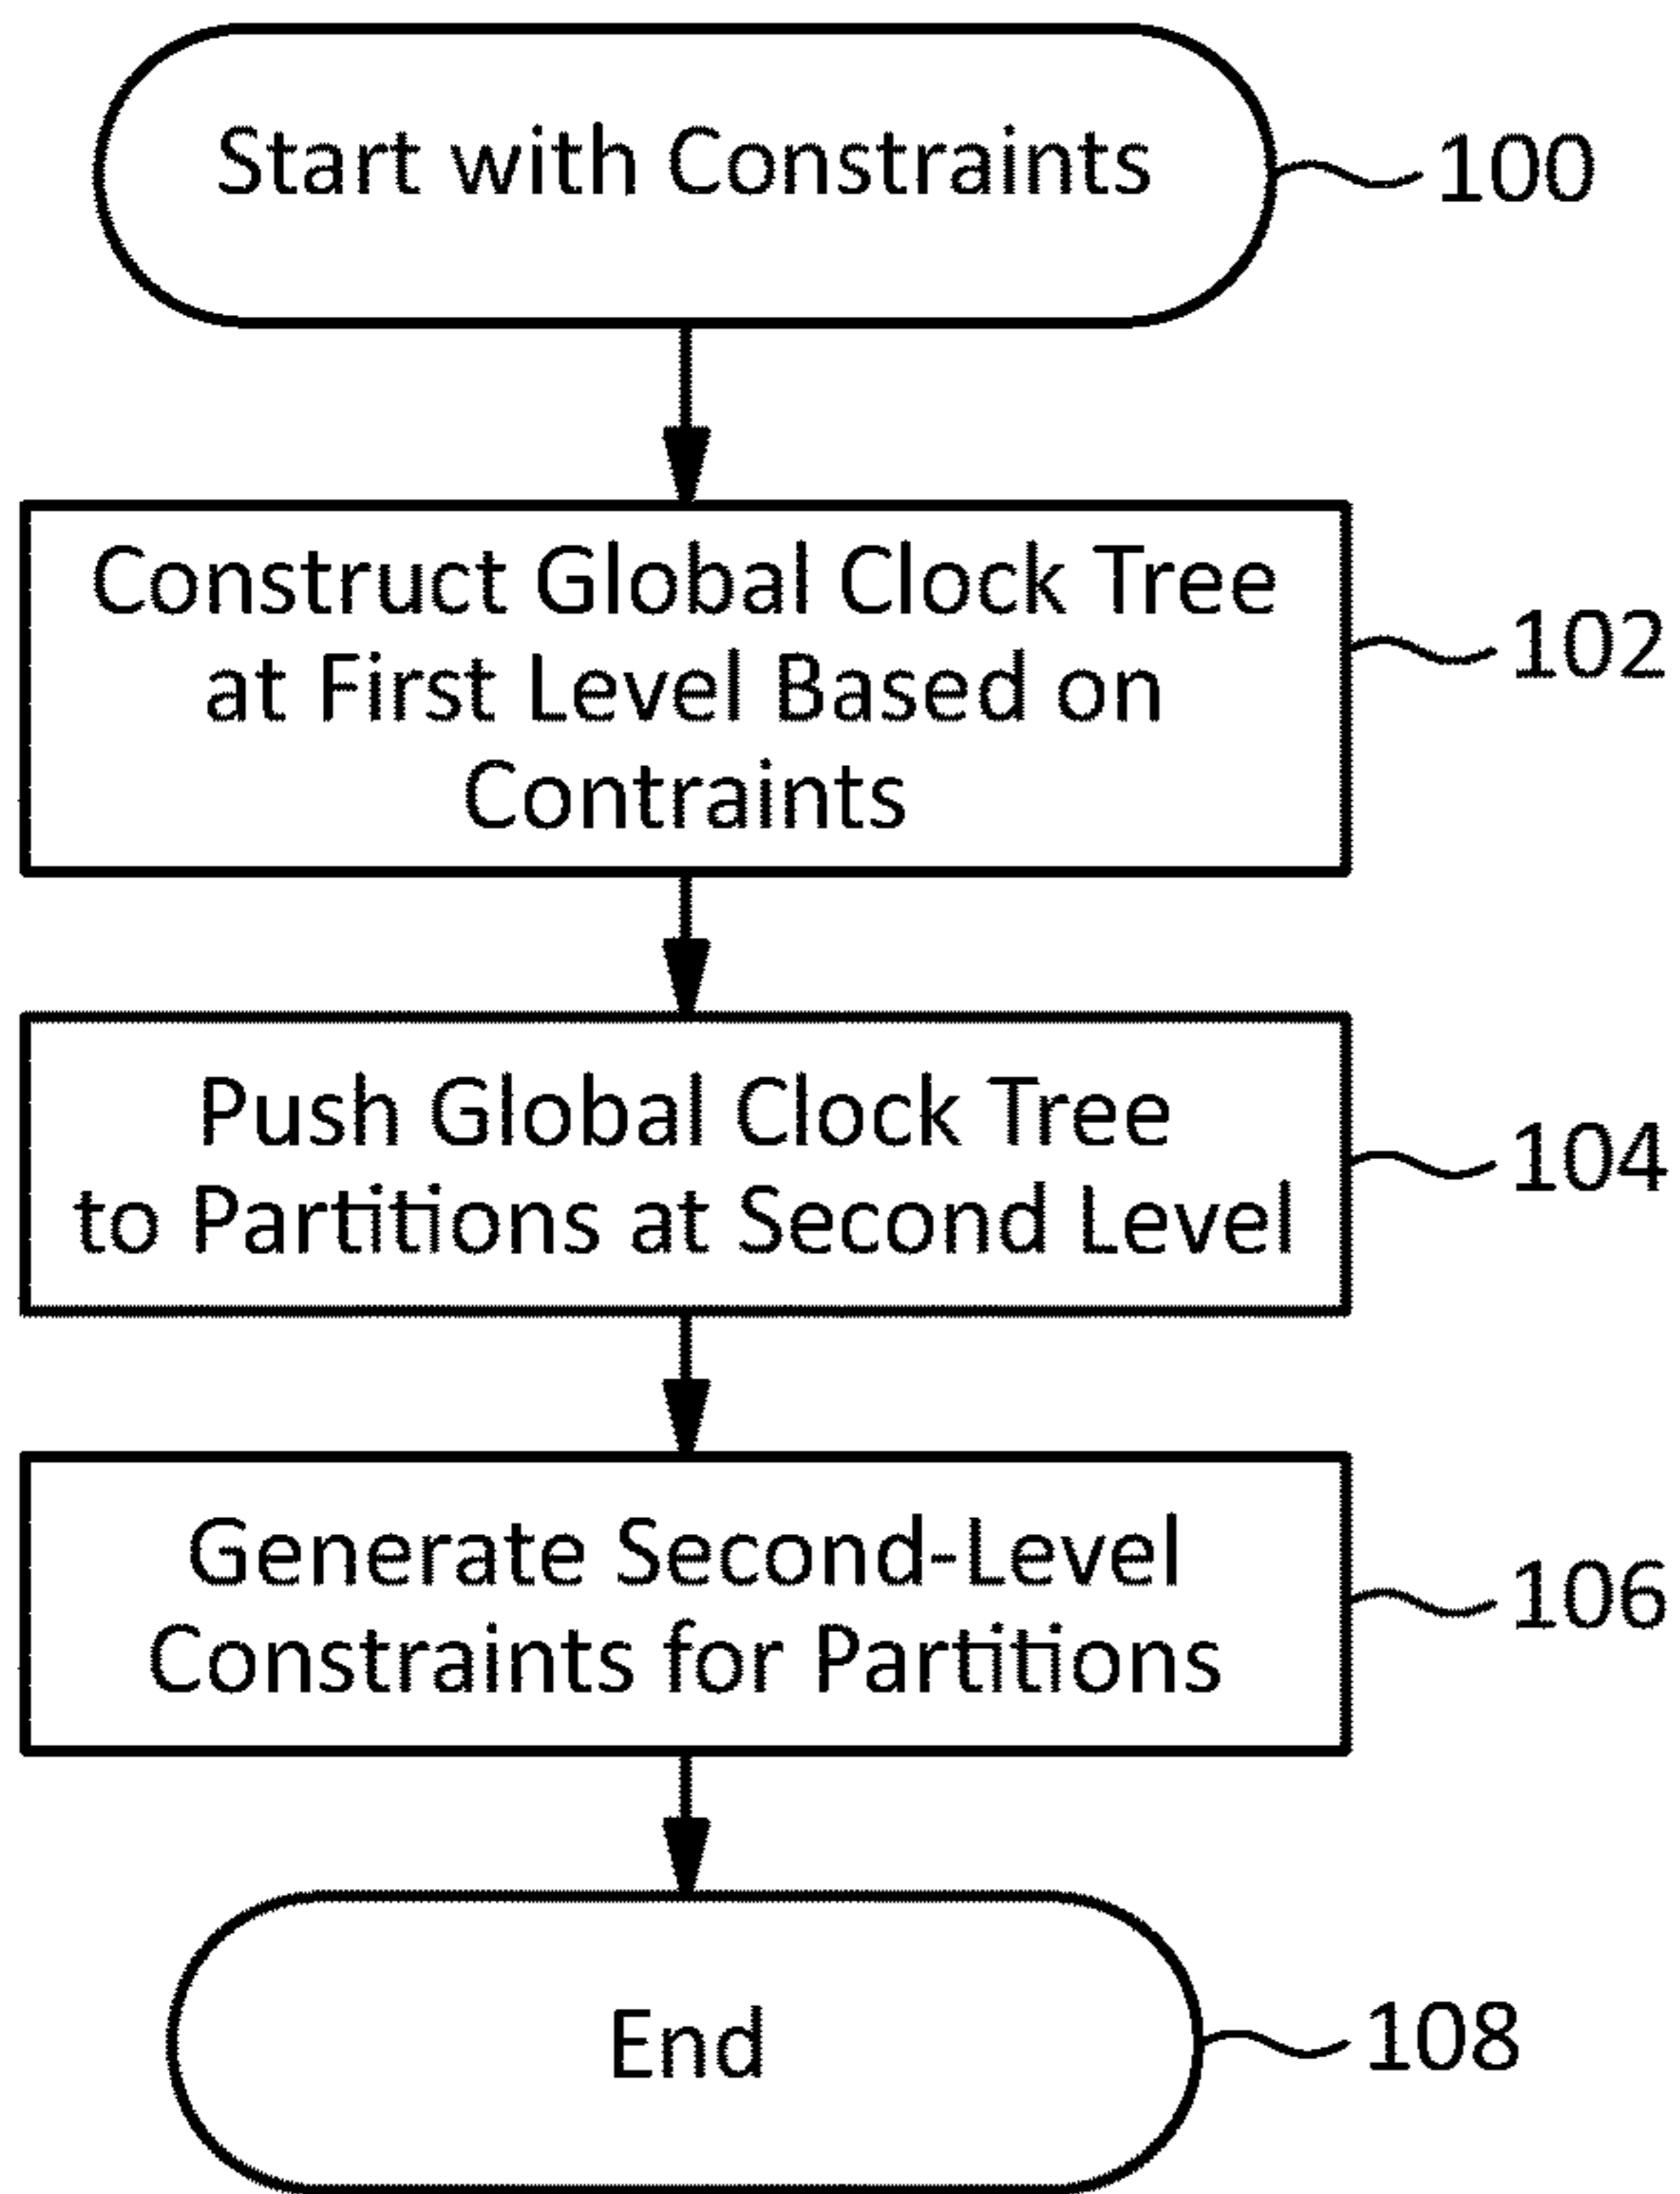 Start with Constraints
100
Construct Global Clock Tree
at First Level Based on
Contraints
102
Push Global Clock Tree
to Partitions at Second Level
104
Generate Second-Level
Constraints for Partitions
106
End
108